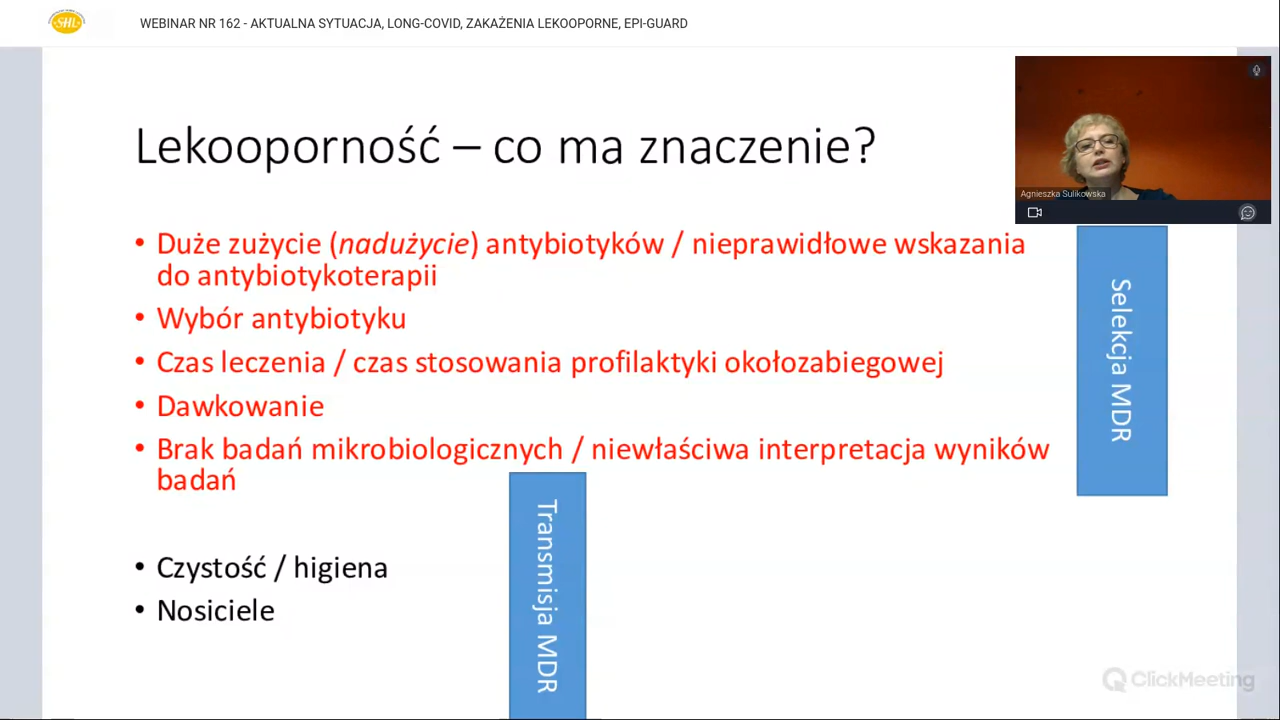 SHL
WEBINAR NR 162 - AKTUALNA SYTUACJA, LONG-COVID, ZAKAŻENIA LEKOOPORNE, EPI-GUARD
Lekooporność – co ma znaczenie?
Agnieszka Sulikowska
• Duże zużycie (nadużycie) antybiotyków / nieprawidłowe wskazania
do antybiotykoterapii
• Wybór antybiotyku
• Czas leczenia / czas stosowania profilaktyki okołozabiegowej
• Dawkowanie
• Brak badań mikrobiologicznych / niewłaściwa interpretacja wyników
badań
Selekcja MDR
• Czystość / higiena
• Nosiciele
Transmisja MDR
ClickMeeting